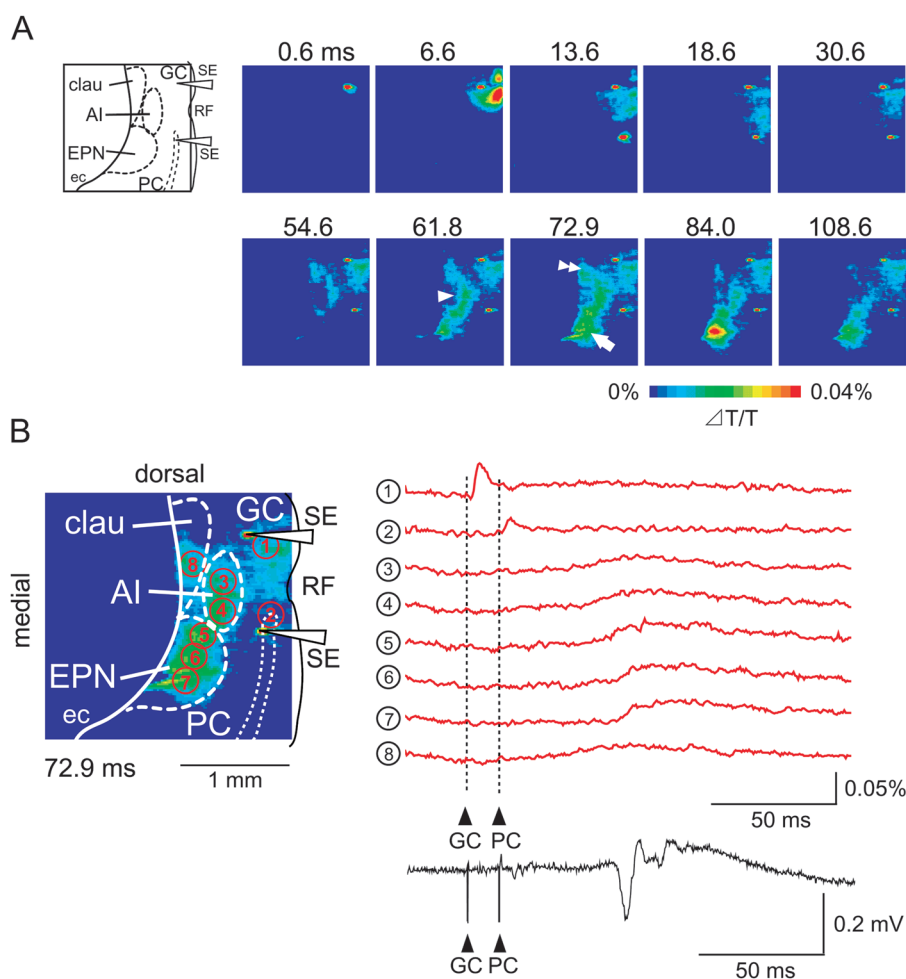 A
clau
AI
EPN
ec
PC
GC
SE
RF
SE
0.6 ms 6.6 13.6 18.6 30.6
54.6 61.8 72.9 84.0 108.6
0% 0.04%
⊿T/T
B
dorsal
medial
clau
AI
EPN
ec
PC
GC
SE
RF
SE
1
2
3
4
5
6
7
8
72.9 ms
1 mm
①
②
③
④
⑤
⑥
⑦
⑧
0.05%
50 ms
GC PC
0.2 mV
50 ms
GC PC